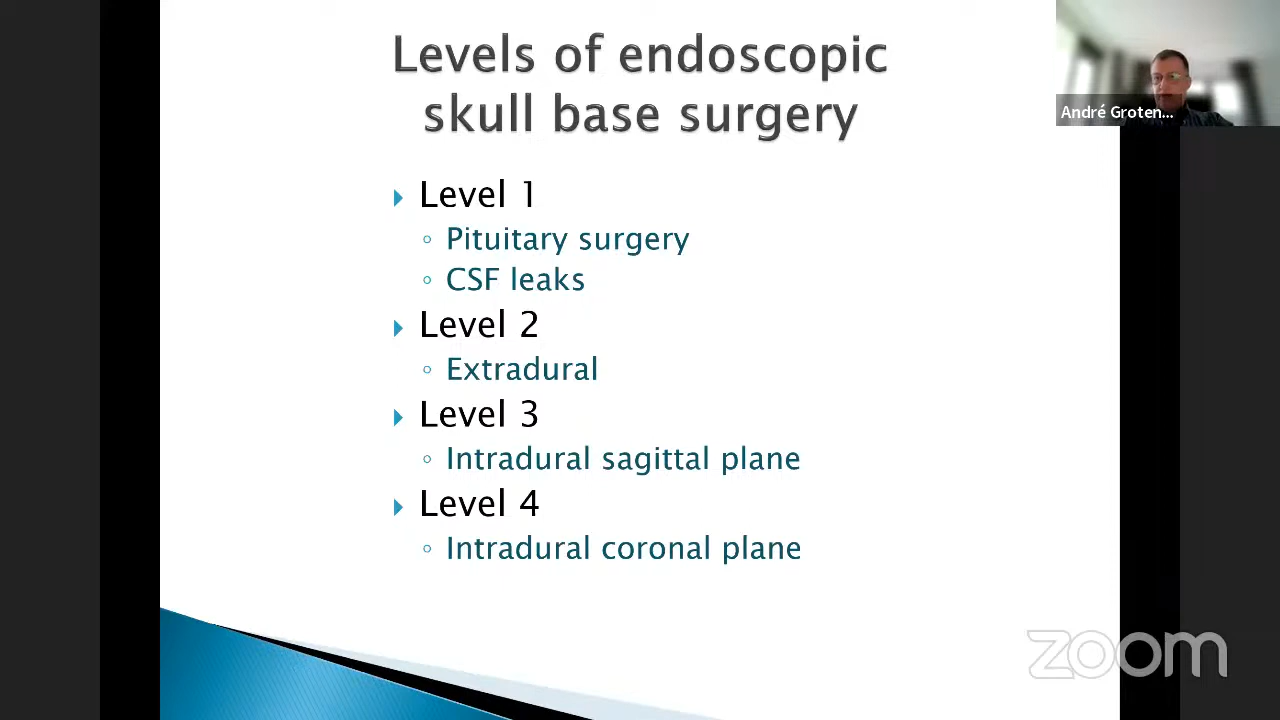 Levels of endoscopic
skull base surgery
André Groten...
Level 1
Pituitary surgery
CSF leaks
Level 2
Extradural
Level 3
Intradural sagittal plane
Level 4
Intradural coronal plane
zoom